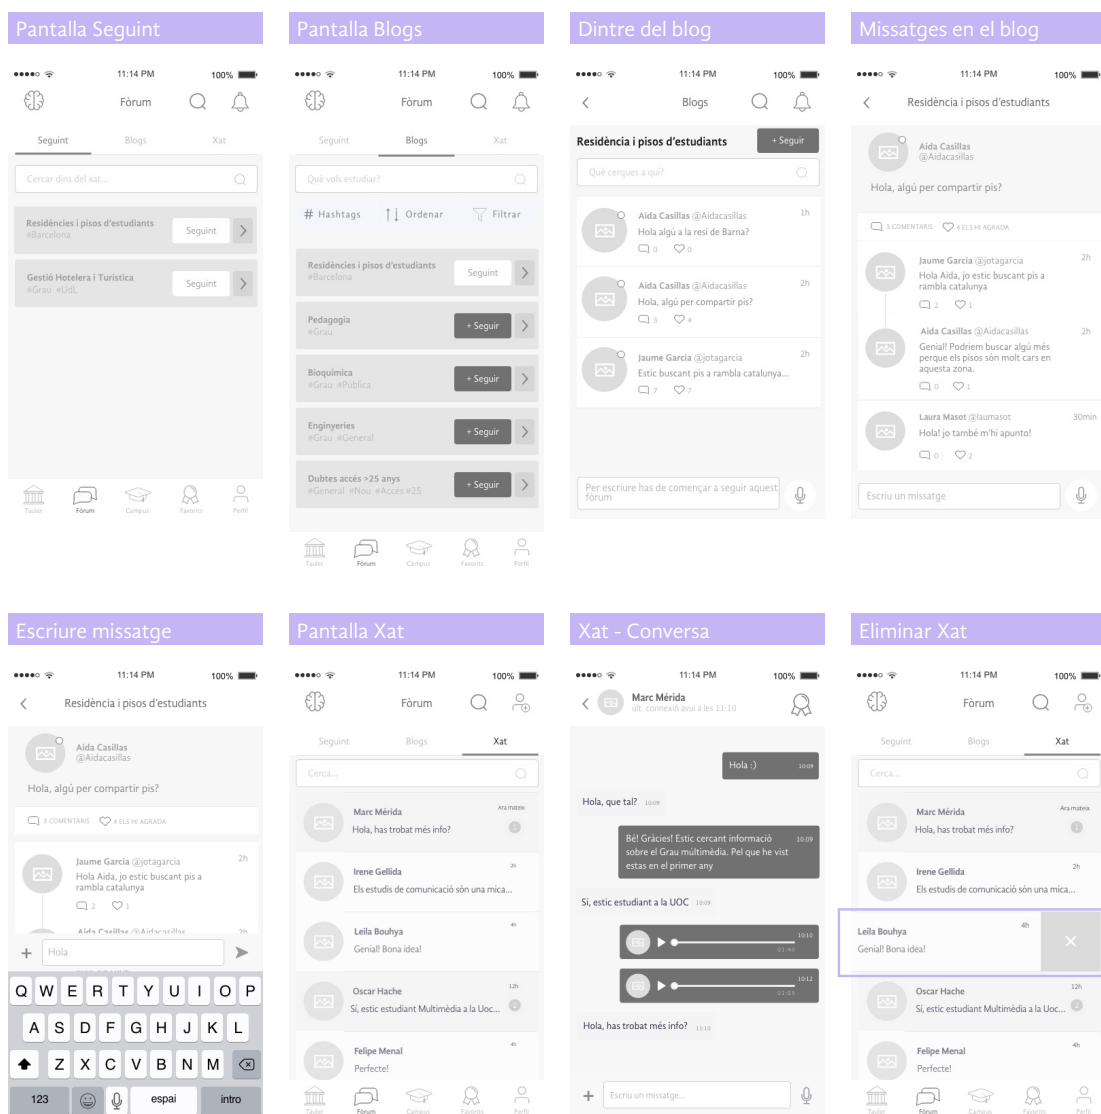 Pantalla Seguint
11:14 PM
100%
Fòrum
Seguint
Blogs
Xat
Cercar dins del xat...
Residències i pisos d'estudiants
#Barcelona
Seguint
Gestió Hotelera i Turística
#Grau #UdL
Seguint
Tauler
Fòrum
Campus
Favorits
Perfil
Pantalla Blogs
11:14 PM
100%
Fòrum
Seguint
Blogs
Xat
Què vols estudiar?
# Hashtags
Ordenar
Filtrar
Residències i pisos d'estudiants
#Barcelona
Seguint
Pedagogia
#Grau
+ Seguir
Bioquímica
#Grau #Pública
+ Seguir
Enginyeries
#Grau #General
+ Seguir
Dubtes accés >25 anys
#General #Nou #Accés #25
+ Seguir
Tauler
Fòrum
Campus
Favorits
Perfil
Dintre del blog
11:14 PM
100%
Blogs
Residència i pisos d'estudiants
+ Seguir
Què cerques a quí?
Aida Casillas @Aidacasillas
1h
Hola algú a la resi de Barna?
0
0
Aida Casillas @Aidacasillas
2h
Hola, algú per compartir pis?
3
4
Jaume Garcia @jotagarcia
2h
Estic buscant pis a rambla catalunya...
7
7
Per escriure has de començar a seguir aquest
fòrum
Missatges en el blog
11:14 PM
100%
Residència i pisos d'estudiants
Aida Casillas
@Aidacasillas
Hola, algú per compartir pis?
3 COMENTARIS
4 ELS HI AGRADA
Jaume Garcia @jotagarcia
2h
Hola Aida, jo estic buscant pis a
rambla catalunya
2
1
Aida Casillas @Aidacasillas
2h
Genial! Podriem buscar algú més
perque els pisos són molt cars en
aquesta zona.
0
1
Laura Masot @laumasot
30min
Hola! jo també m'hi apunto!
0
2
Escriu un missatge
Escriure missatge
11:14 PM
100%
Residència i pisos d'estudiants
Aida Casillas
@Aidacasillas
Hola, algú per compartir pis?
3 COMENTARIS
4 ELS HI AGRADA
Jaume Garcia @jotagarcia
2h
Hola Aida, jo estic buscant pis a
rambla catalunya
2
1
Aida Casillas @Aidacasillas
2h
+
Hola
Q W E R T Y U I O P
A S D F G H J K L
Z X C V B N M
123
espai
intro
Pantalla Xat
11:14 PM
100%
Fòrum
Seguint
Blogs
Xat
Cerca...
Marc Mérida
Ara mateix
Hola, has trobat més info?
1
Irene Gellida
2h
Els estudis de comunicació són una mica...
Leila Bouhya
4h
Genial! Bona idea!
Oscar Hache
12h
Sí, estic estudiant Multimèdia a la Uoc...
2
Felipe Menal
4h
Perfecte!
Tauler
Fòrum
Campus
Favorits
Perfil
Xat - Conversa
11:14 PM
100%
Marc Mérida
últ. connexió avui a les 11:10
Hola :)
10:09
Hola, que tal?
10:09
Bé! Gràcies! Estic cercant informació
10:09
sobre el Grau múltimèdia. Pel que he vist
estas en el primer any
Si, estic estudiant a la UOC
10:09
10:10
01:40
10:12
01:05
Hola, has trobat més info?
11:10
+
Escriu un missatge...
Eliminar Xat
11:14 PM
100%
Fòrum
Seguint
Blogs
Xat
Cerca...
Marc Mérida
Ara mateix
Hola, has trobat més info?
1
Irene Gellida
2h
Els estudis de comunicació són una mica...
Leila Bouhya
4h
Genial! Bona idea!
Oscar Hache
12h
Sí, estic estudiant Multimèdia a la Uoc...
2
Felipe Menal
4h
Perfecte!
Tauler
Fòrum
Campus
Favorits
Perfil